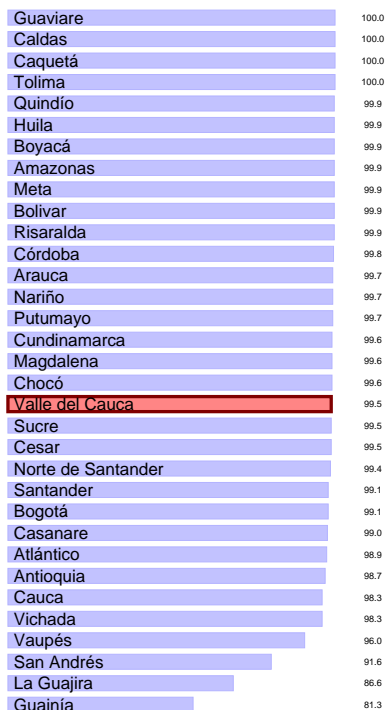 Guaviare 100.0
Caldas 100.0
Caquetá 100.0
Tolima 100.0
Quindío 99.9
Huila 99.9
Boyacá 99.9
Amazonas 99.9
Meta 99.9
Bolivar 99.9
Risaralda 99.9
Córdoba 99.8
Arauca 99.7
Nariño 99.7
Putumayo 99.7
Cundinamarca 99.6
Magdalena 99.6
Chocó 99.6
Valle del Cauca 99.5
Sucre 99.5
Cesar 99.5
Norte de Santander 99.4
Santander 99.1
Bogotá 99.1
Casanare 99.0
Atlántico 98.9
Antioquia 98.7
Cauca 98.3
Vichada 98.3
Vaupés 96.0
San Andrés 91.6
La Guajira 86.6
Guainía 81.3